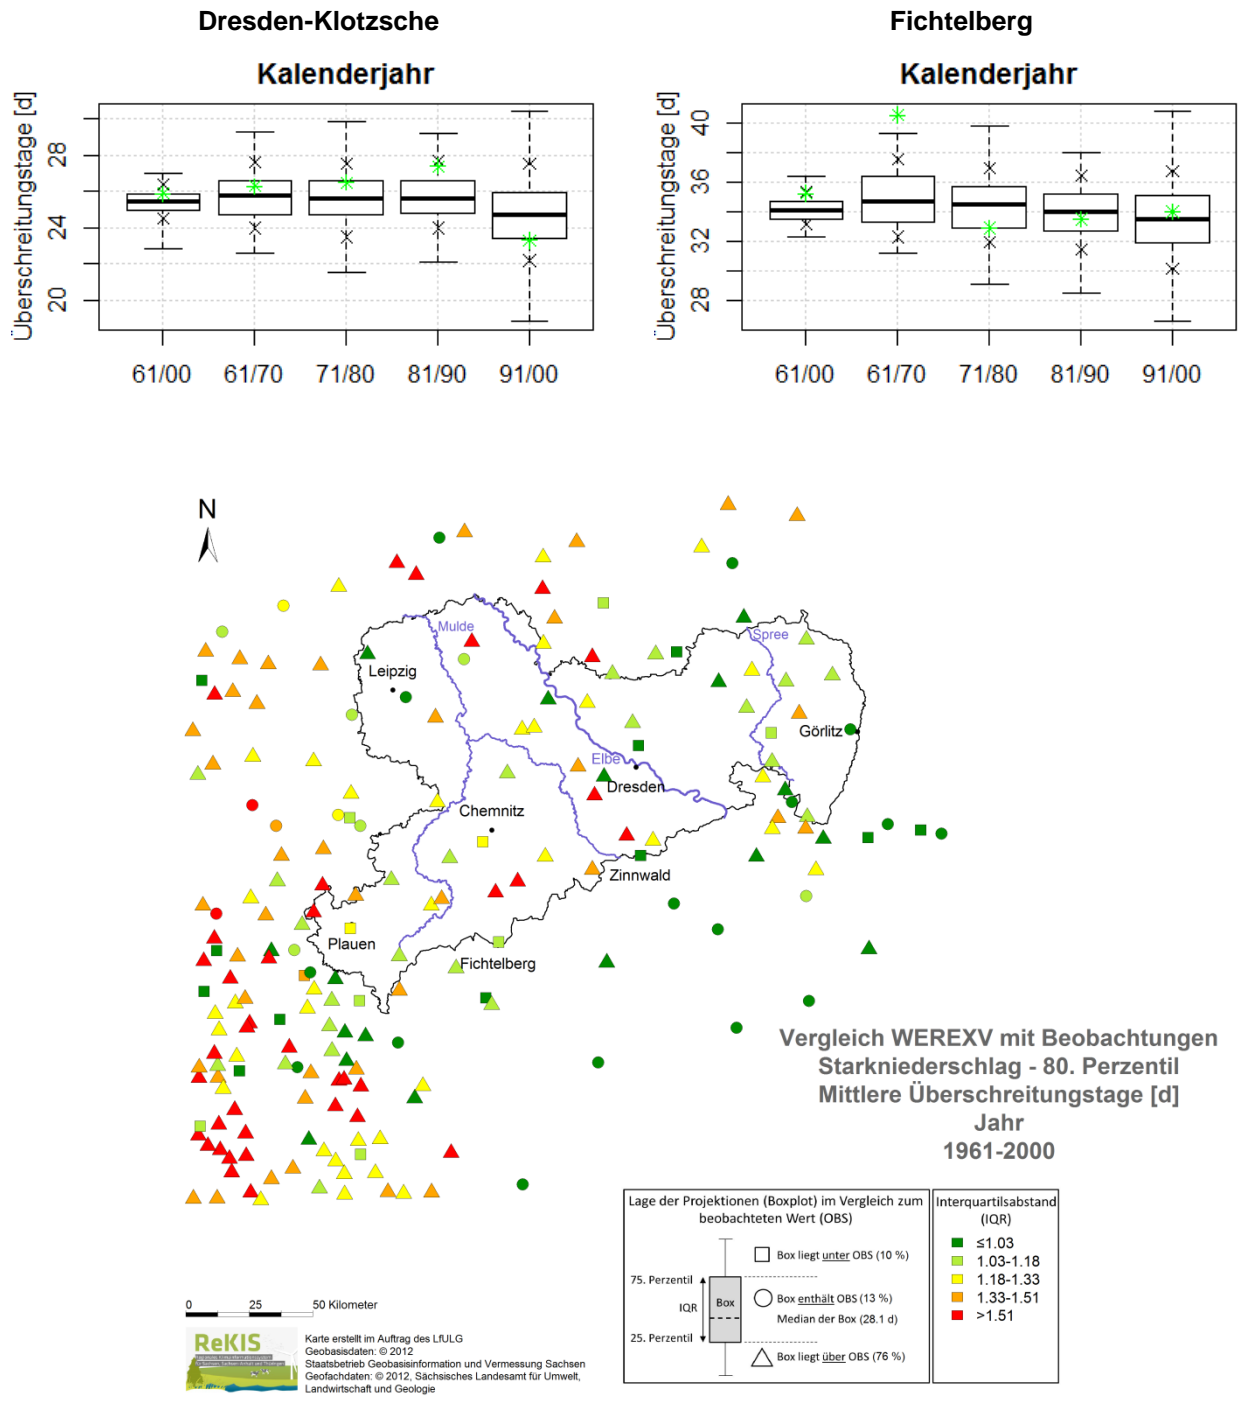 Dresden-Klotzsche
Fichtelberg
Kalenderjahr
Kalenderjahr
Überschreitungstage [d]
28
24
20
61/00 61/70 71/80 81/90 91/00
Überschreitungstage [d]
40
36
32
28
61/00 61/70 71/80 81/90 91/00
N
Mulde
Spree
Leipzig
Görlitz
Elbe
Dresden
Chemnitz
Zinnwald
Plauen
Fichtelberg
Vergleich WEREXV mit Beobachtungen
Starkniederschlag - 80. Perzentil
Mittlere Überschreitungstage [d]
Jahr
1961-2000
Lage der Projektionen (Boxplot) im Vergleich zum
beobachteten Wert (OBS)
Box liegt unter OBS (10 %)
75. Perzentil
IQR
Box
Box enthält OBS (13 %)
Median der Box (28.1 d)
25. Perzentil
Box liegt über OBS (76 %)
Interquartilsabstand
(IQR)
≤1.03
1.03-1.18
1.18-1.33
1.33-1.51
>1.51
0 25 50 Kilometer
ReKIS
Karte erstellt im Auftrag des LfULG
Geobasisdaten: © 2012
Staatsbetrieb Geobasisinformation und Vermessung Sachsen
Geofachdaten: © 2012, Sächsisches Landesamt für Umwelt,
Landwirtschaft und Geologie